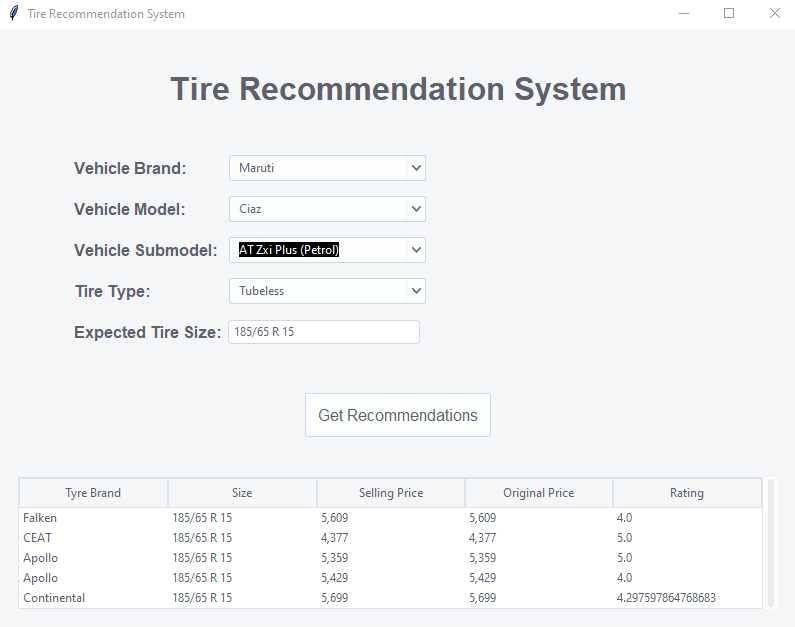 Tire Recommendation System
Tire Recommendation System
Vehicle Brand: Maruti
Vehicle Model: Ciaz
Vehicle Submodel: AT Zxi Plus (Petrol)
Tire Type: Tubeless
Expected Tire Size: 185/65 R 15
Get Recommendations
Tyre Brand Size Selling Price Original Price Rating
Falken 185/65 R 15 5,609 5,609 4.0
CEAT 185/65 R 15 4,377 4,377 5.0
Apollo 185/65 R 15 5,359 5,359 5.0
Apollo 185/65 R 15 5,429 5,429 4.0
Continental 185/65 R 15 5,699 5,699 4.297597864768683